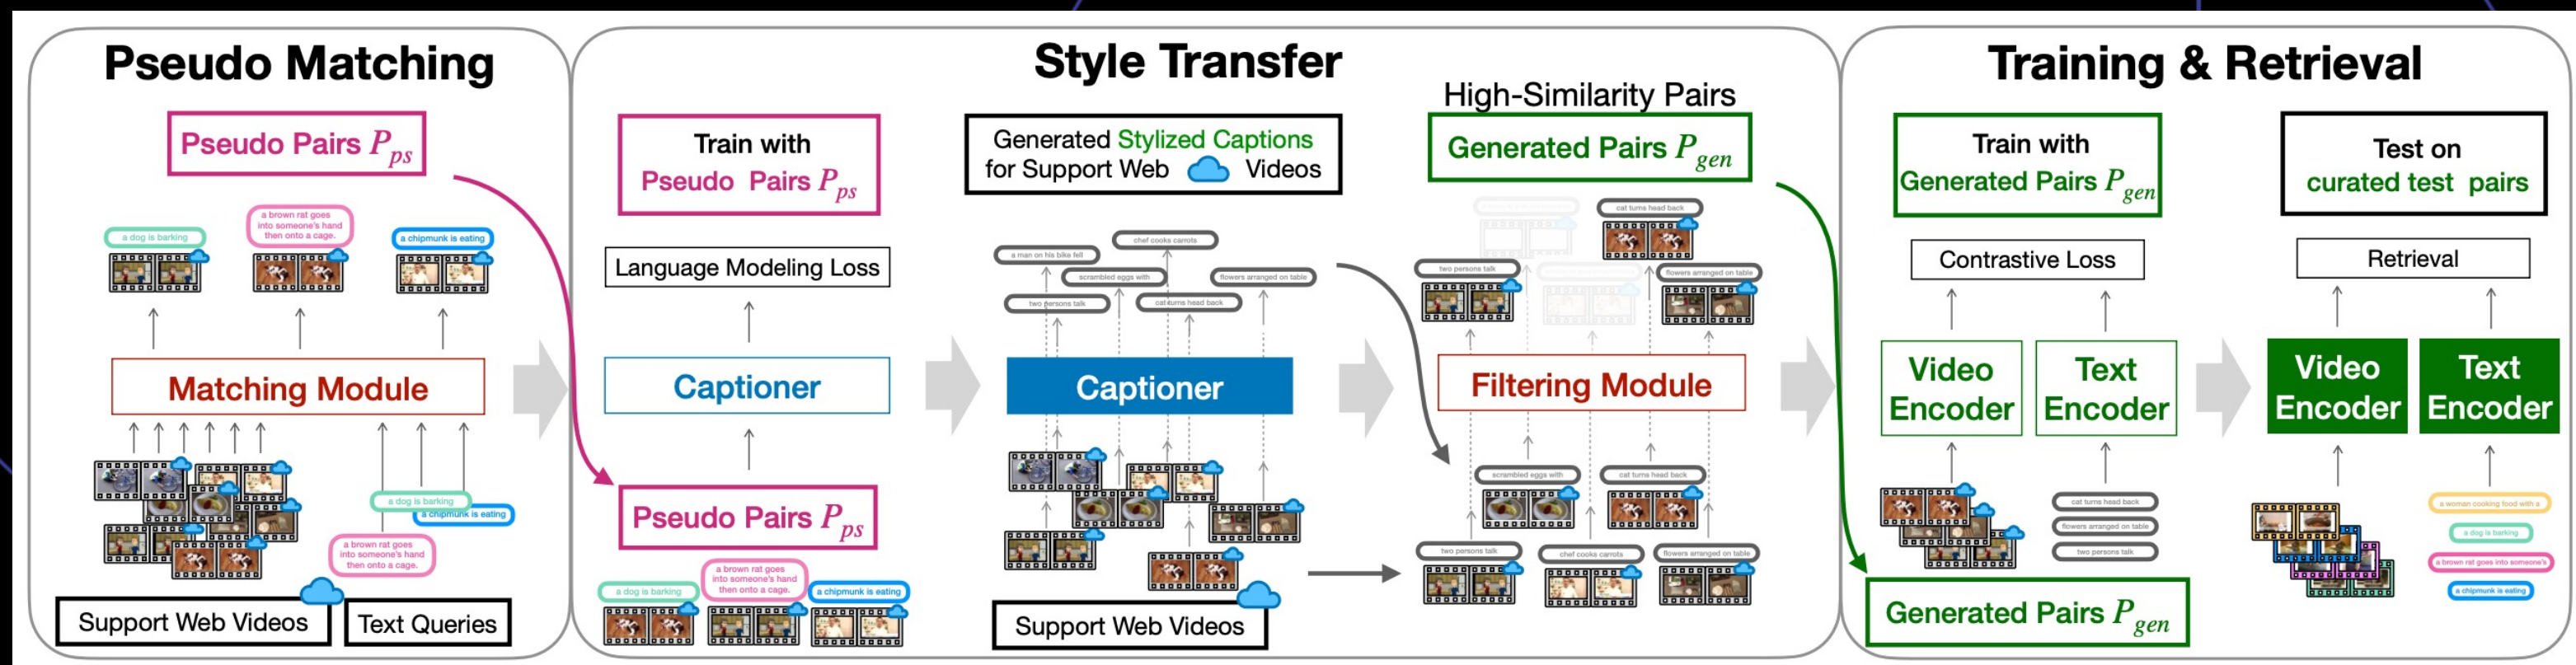 Pseudo Matching
Pseudo Pairs P_ps
a dog is barking
a brown rat goes
into someone's hand
then onto a cage.
a chipmunk is eating
Matching Module
a dog is barking
a chipmunk is eating
a brown rat goes
into someone's hand
then onto a cage.
Support Web Videos
Text Queries
Style Transfer
Train with
Pseudo Pairs P_ps
Language Modeling Loss
Captioner
Pseudo Pairs P_ps
a dog is barking
a brown rat goes
into someone's hand
then onto a cage.
a chipmunk is eating
Generated Stylized Captions
for Support Web Videos
chef cooks carrots
a man on his bike fell
scrambled eggs with
flowers arranged on table
two persons talk
cat turns head back
Captioner
Support Web Videos
High-Similarity Pairs
Generated Pairs P_gen
cat turns head back
two persons talk
flowers arranged on table
Filtering Module
scrambled eggs with
cat turns head back
two persons talk
chef cooks carrots
flowers arranged on table
Training & Retrieval
Train with
Generated Pairs P_gen
Contrastive Loss
Video
Encoder
Text
Encoder
cat turns head back
flowers arranged on table
two persons talk
Generated Pairs P_gen
Test on
curated test pairs
Retrieval
Video
Encoder
Text
Encoder
a woman cooking food with a
a dog is barking
a brown rat goes into someone's
a chipmunk is eating